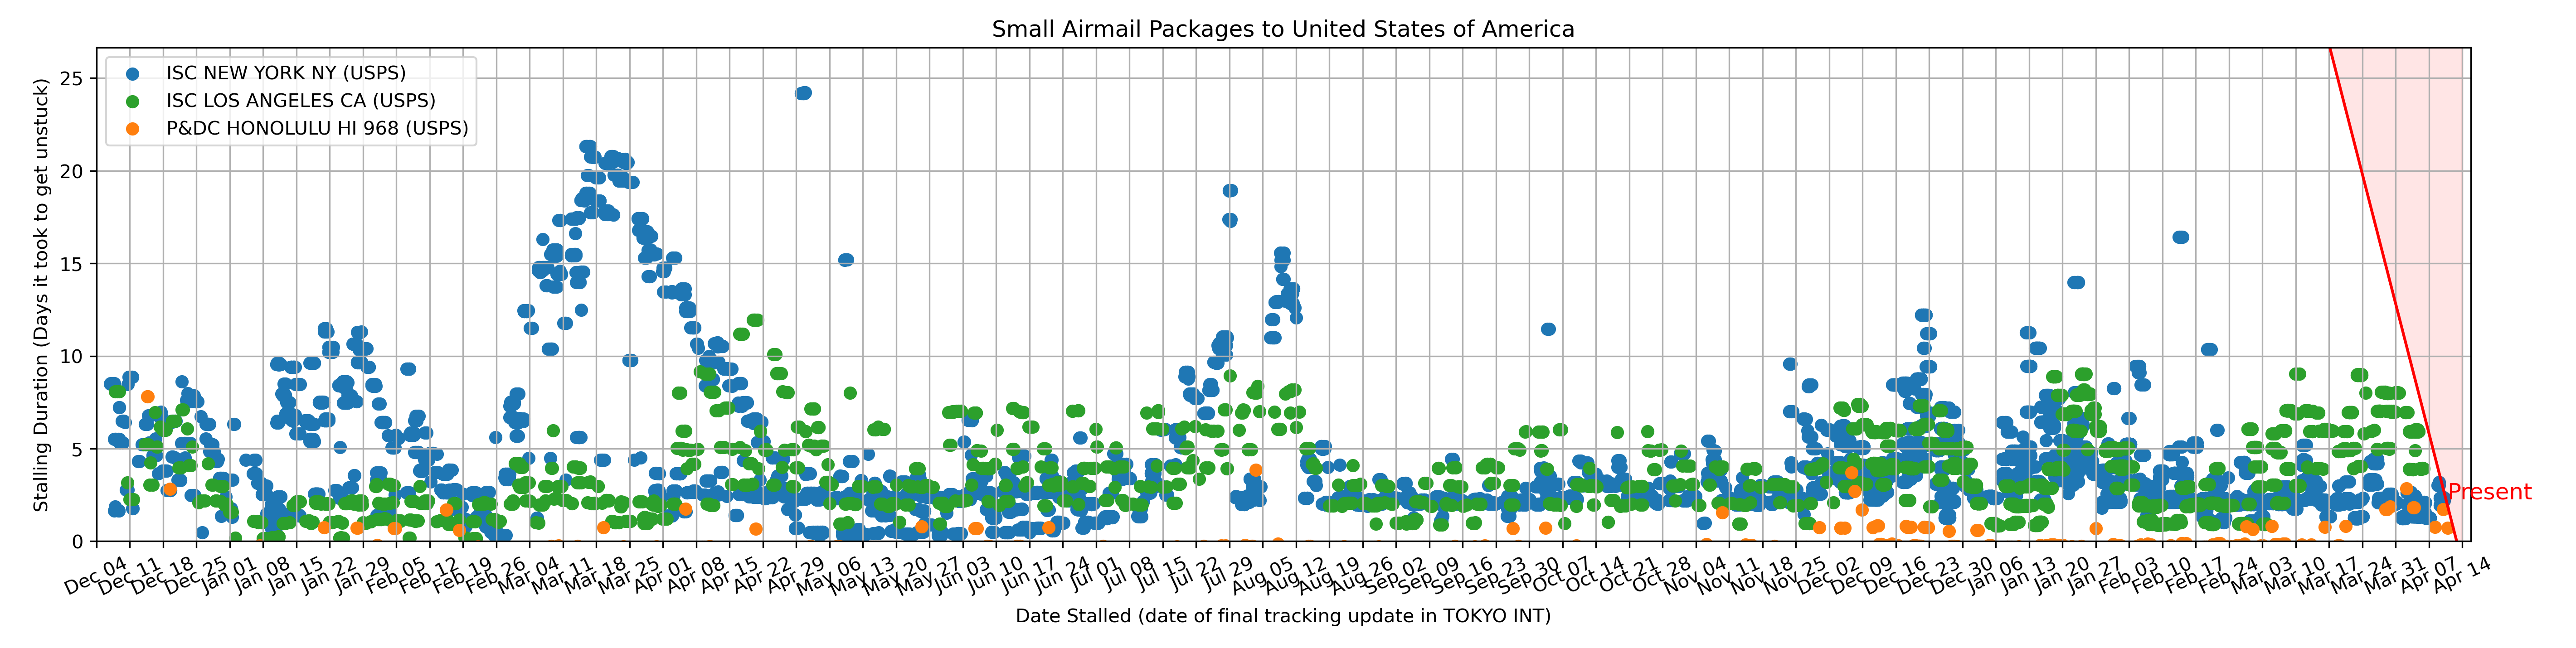 Small Airmail Packages to United States of America
ISC NEW YORK NY (USPS)
ISC LOS ANGELES CA (USPS)
P&DC HONOLULU HI 968 (USPS)
Stalling Duration (Days it took to get unstuck)
25
20
15
10
5
0
Present
Dec 04 Dec 11 Dec 18 Dec 25 Jan 01 Jan 08 Jan 15 Jan 22 Jan 29 Feb 05 Feb 12 Feb 19 Feb 26 Mar 04 Mar 11 Mar 18 Mar 25 Apr 01 Apr 08 Apr 15 Apr 22 Apr 29 May 06 May 13 May 20 May 27 Jun 03 Jun 10 Jun 17 Jun 24 Jul 01 Jul 08 Jul 15 Jul 22 Jul 29 Aug 05 Aug 12 Aug 19 Aug 26 Sep 02 Sep 09 Sep 16 Sep 23 Sep 30 Oct 07 Oct 14 Oct 21 Oct 28 Nov 04 Nov 11 Nov 18 Nov 25 Dec 02 Dec 09 Dec 16 Dec 23 Dec 30 Jan 06 Jan 13 Jan 20 Jan 27 Feb 03 Feb 10 Feb 17 Feb 24 Mar 03 Mar 10 Mar 17 Mar 24 Mar 31 Apr 07 Apr 14
Date Stalled (date of final tracking update in TOKYO INT)